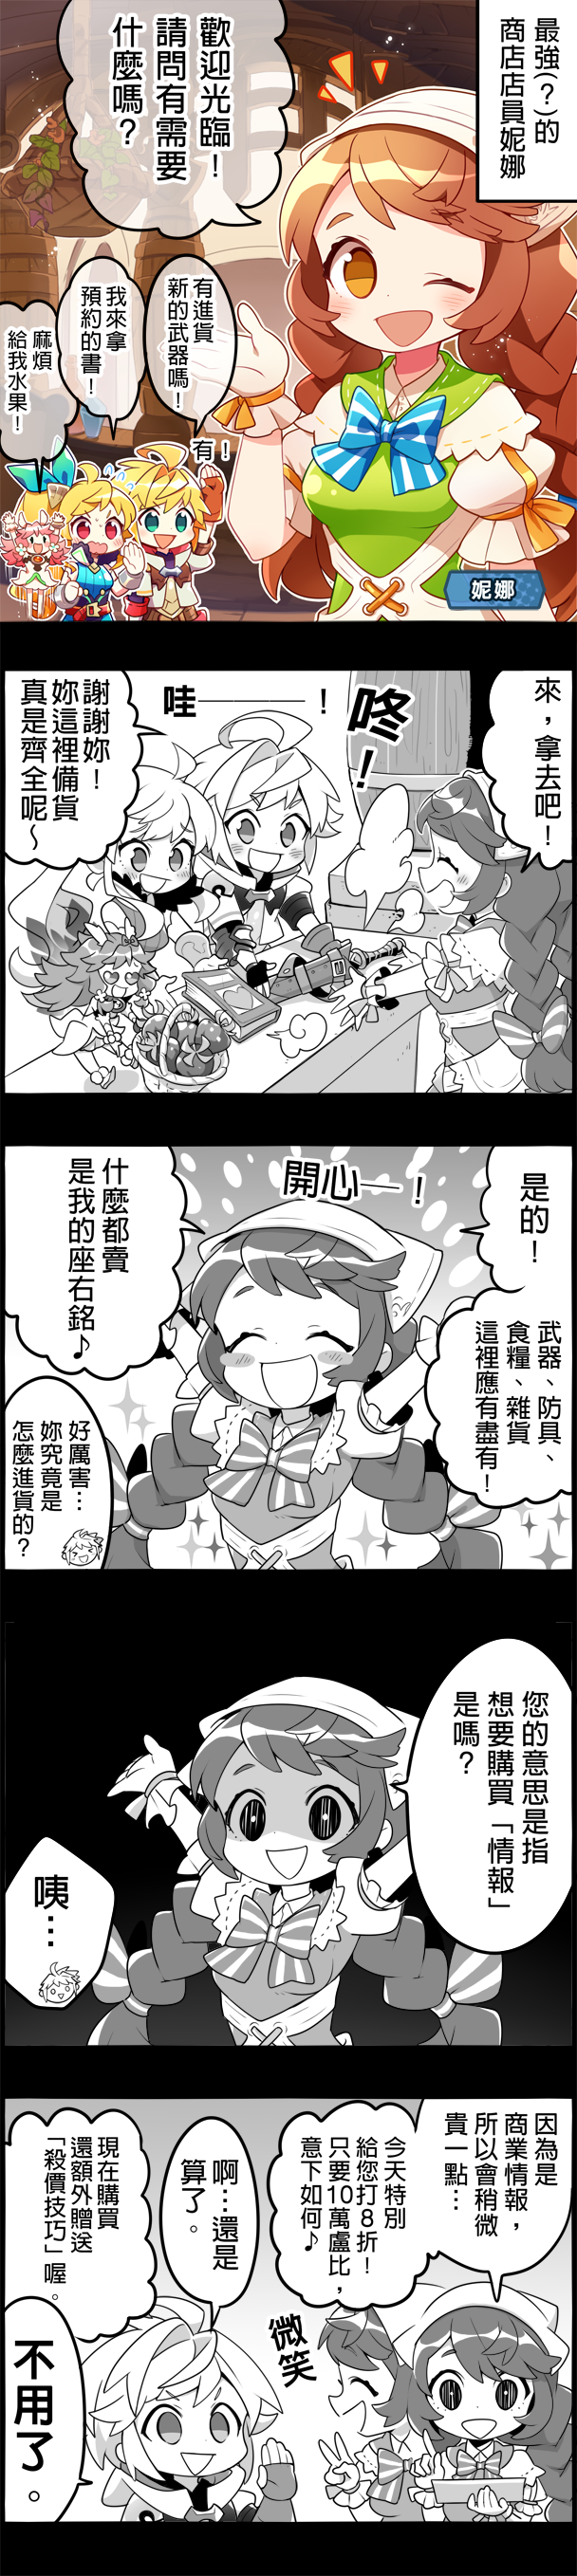 最強(?)的
商店店員妮娜
歡迎光臨！
請問有需要
什麼嗎？
有進貨
新的武器嗎！
有！
我來拿
預約的書！
麻煩
給我水果！
妮娜
來，拿去吧！
咚！
哇————！
謝謝妳！
妳這裡備貨
真是齊全呢～
是的！
武器、防具、
食糧、雜貨
這裡應有盡有！
開心—！
什麼都賣
是我的座右銘♪
好厲害…
妳究竟是
怎麼進貨的？
您的意思是指
想要購買「情報」
是嗎？
咦…
因為是
商業情報，
所以會稍微
貴一點…
今天特別
給您打8折！
只要10萬盧比，
意下如何♪
微笑
啊…還是
算了。
現在購買
還額外贈送
「殺價技巧」喔。
不用了。